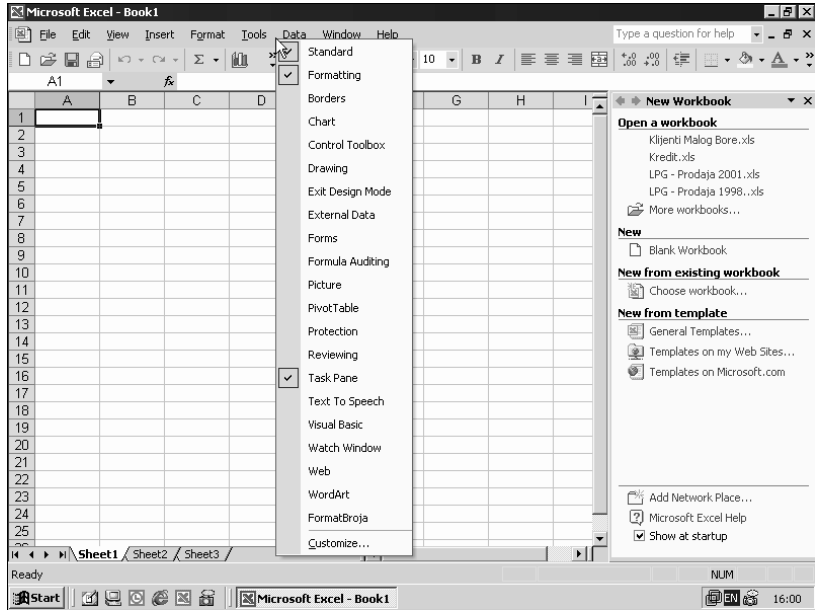 Microsoft Excel - Book1
File Edit View Insert Format Tools Data Window Help
Type a question for help
10 B I
A1 fx
A B C D G H I
1
2
3
4
5
6
7
8
9
10
11
12
13
14
15
16
17
18
19
20
21
22
23
24
25
Standard
Formatting
Borders
Chart
Control Toolbox
Drawing
Exit Design Mode
External Data
Forms
Formula Auditing
Picture
PivotTable
Protection
Reviewing
Task Pane
Text To Speech
Visual Basic
Watch Window
Web
WordArt
FormatBroja
Customize...
New Workbook
Open a workbook
Klijenti Malog Bore.xls
Kredit.xls
LPG - Prodaja 2001.xls
LPG - Prodaja 1998..xls
More workbooks...
New
Blank Workbook
New from existing workbook
Choose workbook...
New from template
General Templates...
Templates on my Web Sites...
Templates on Microsoft.com
Add Network Place...
Microsoft Excel Help
Show at startup
Sheet1 Sheet2 Sheet3
Ready
NUM
Start
Microsoft Excel - Book1
EN
16:00